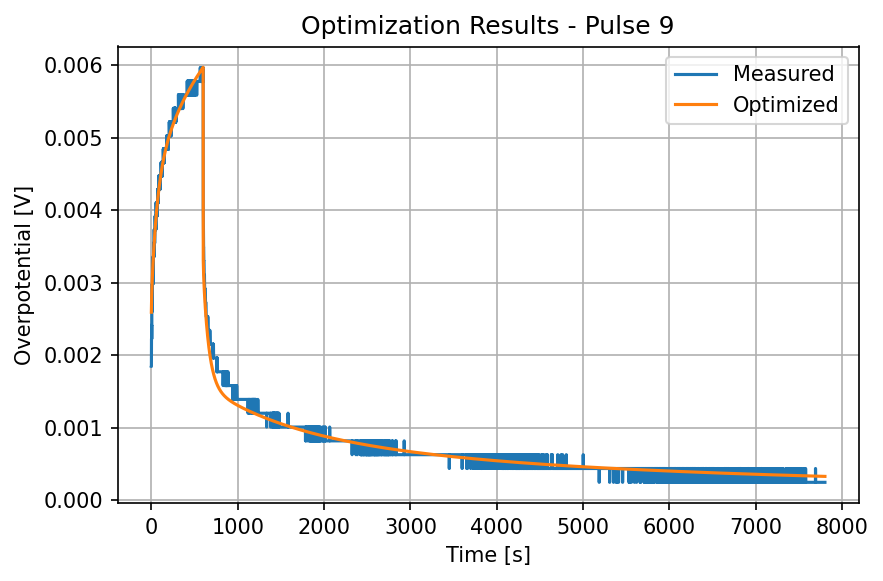 Optimization Results - Pulse 9
Measured
Optimized
Overpotential [V]
0.006
0.005
0.004
0.003
0.002
0.001
0.000
0 1000 2000 3000 4000 5000 6000 7000 8000
Time [s]